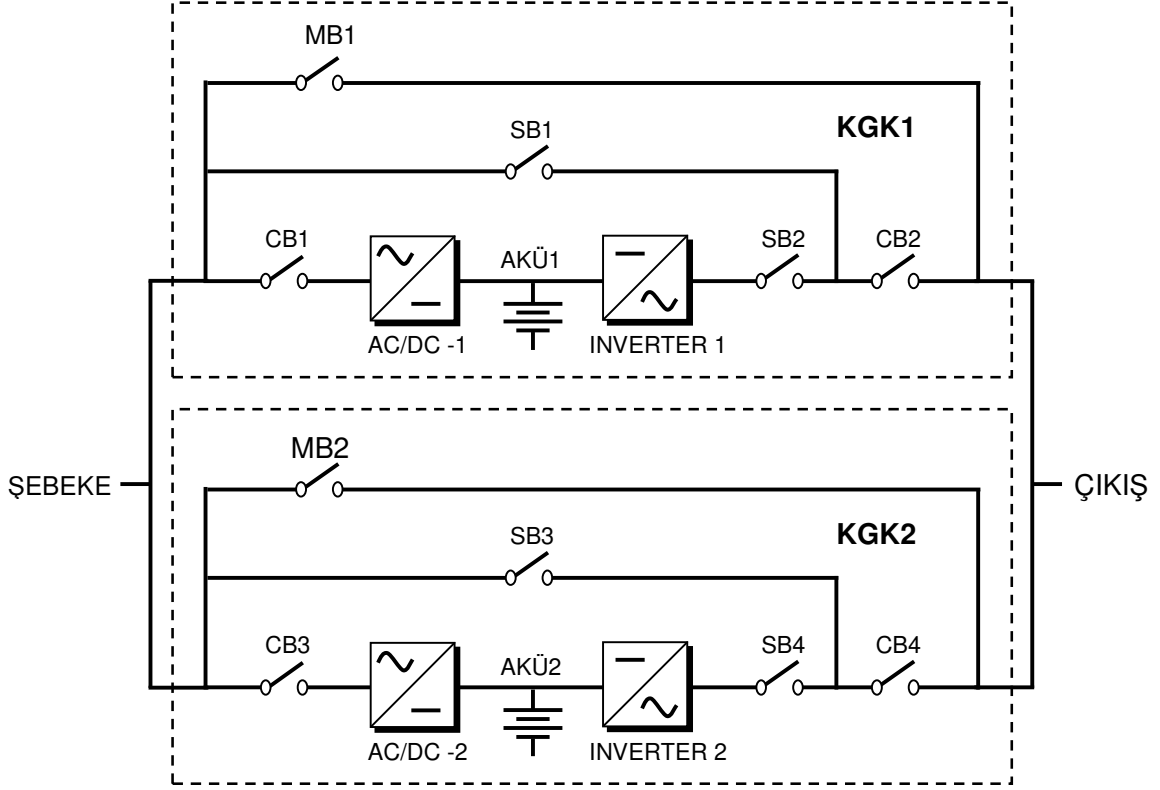 MB1
SB1
KGK1
CB1
AKÜ1
SB2
CB2
AC/DC -1
INVERTER 1
MB2
ŞEBEKE
ÇIKIŞ
SB3
KGK2
CB3
AKÜ2
SB4
CB4
AC/DC -2
INVERTER 2